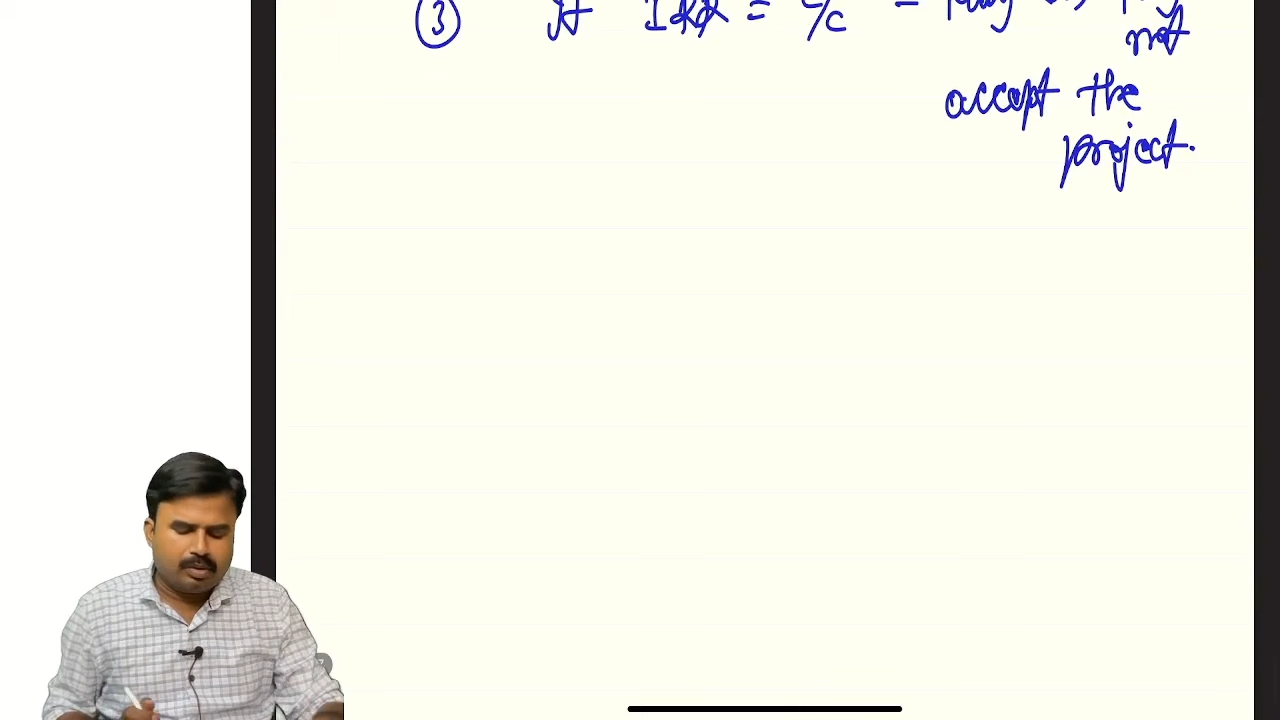 ③ If IRR = C/C - May or May
not
accept the
project.